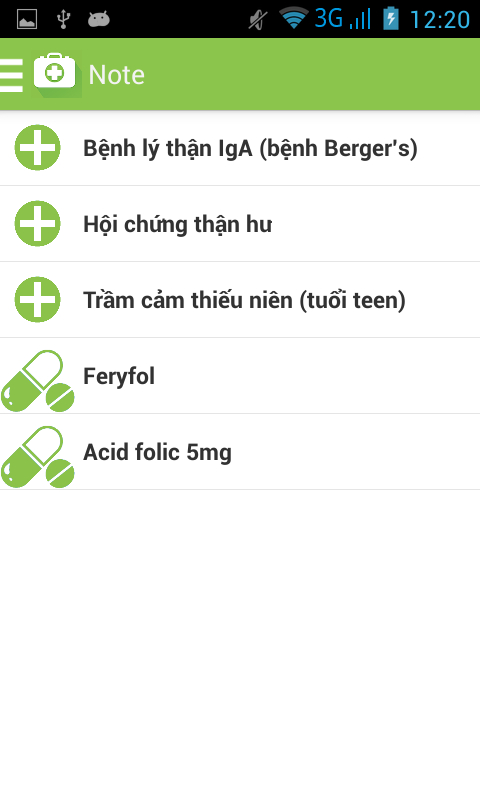 3G 12:20
Note
Bệnh lý thận IgA (bệnh Berger's)
Hội chứng thận hư
Trầm cảm thiếu niên (tuổi teen)
Feryfol
Acid folic 5mg